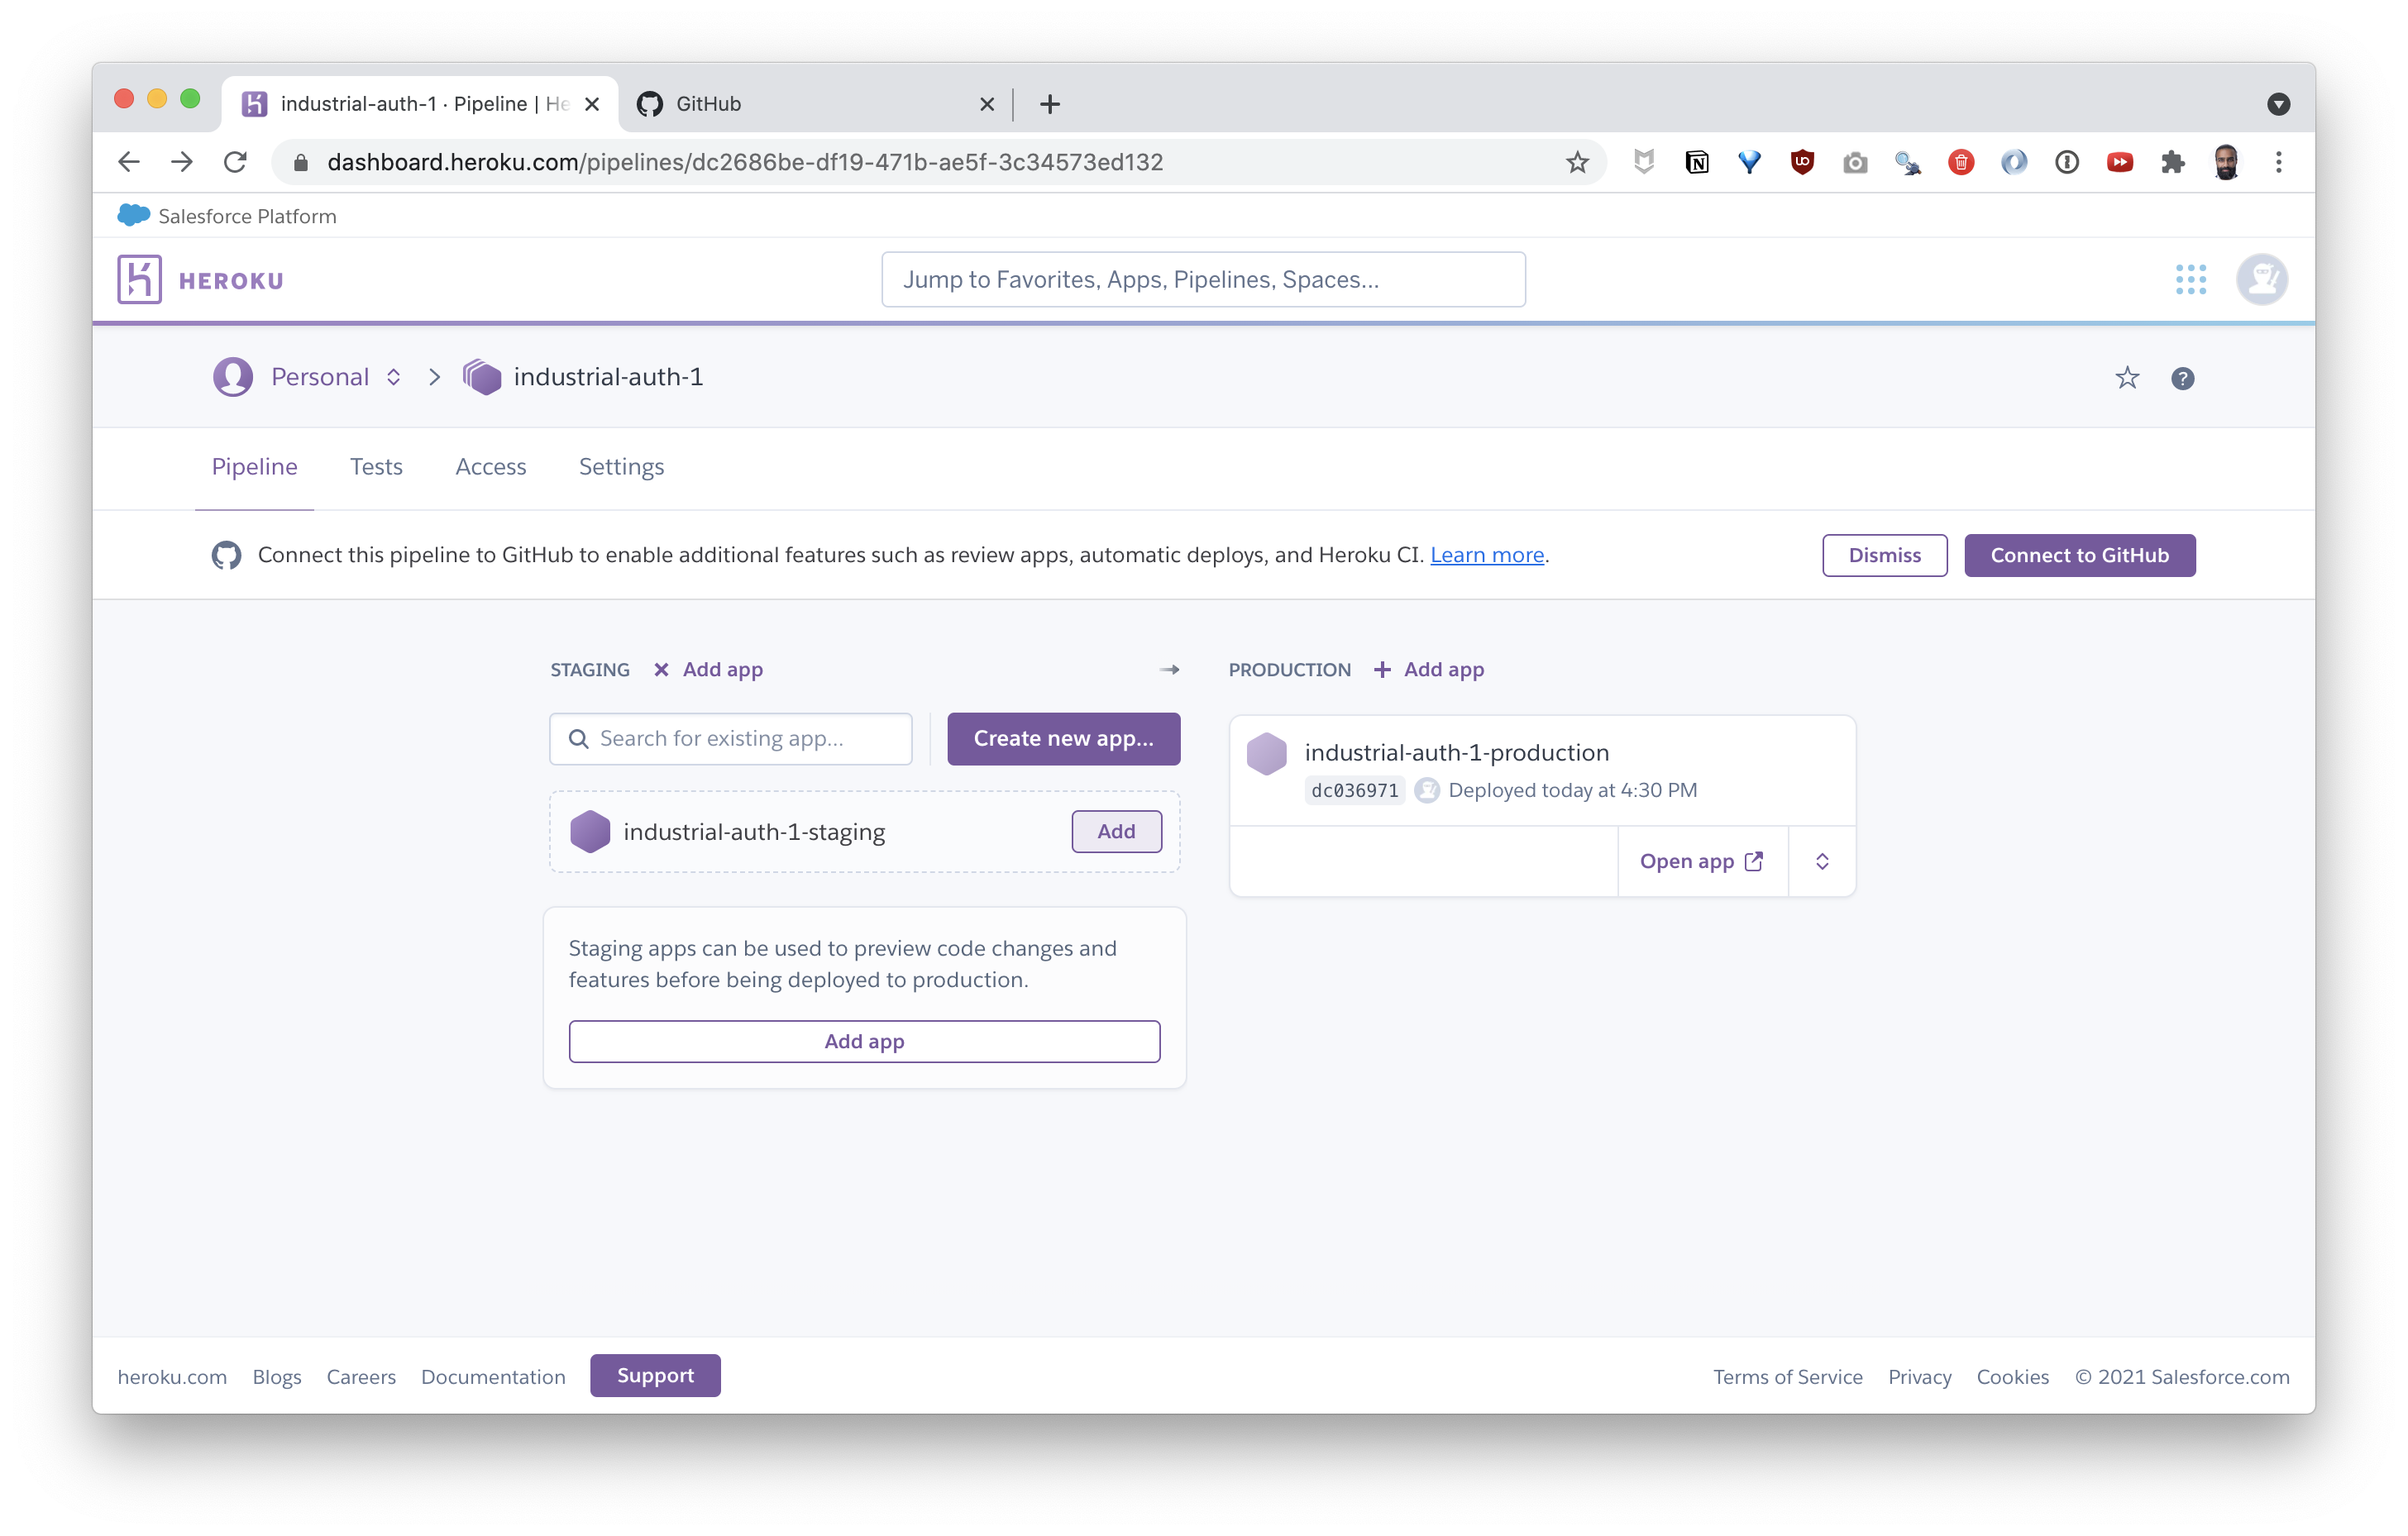 industrial-auth-1 · Pipeline | He
GitHub
dashboard.heroku.com/pipelines/dc2686be-df19-471b-ae5f-3c34573ed132
Salesforce Platform
HEROKU
Jump to Favorites, Apps, Pipelines, Spaces...
Personal > industrial-auth-1
Pipeline Tests Access Settings
Connect this pipeline to GitHub to enable additional features such as review apps, automatic deploys, and Heroku CI. Learn more.
Dismiss
Connect to GitHub
STAGING Add app
PRODUCTION Add app
Search for existing app...
Create new app...
industrial-auth-1-staging
Add
Staging apps can be used to preview code changes and
features before being deployed to production.
Add app
industrial-auth-1-production
dc036971 Deployed today at 4:30 PM
Open app
heroku.com Blogs Careers Documentation Support
Terms of Service Privacy Cookies © 2021 Salesforce.com